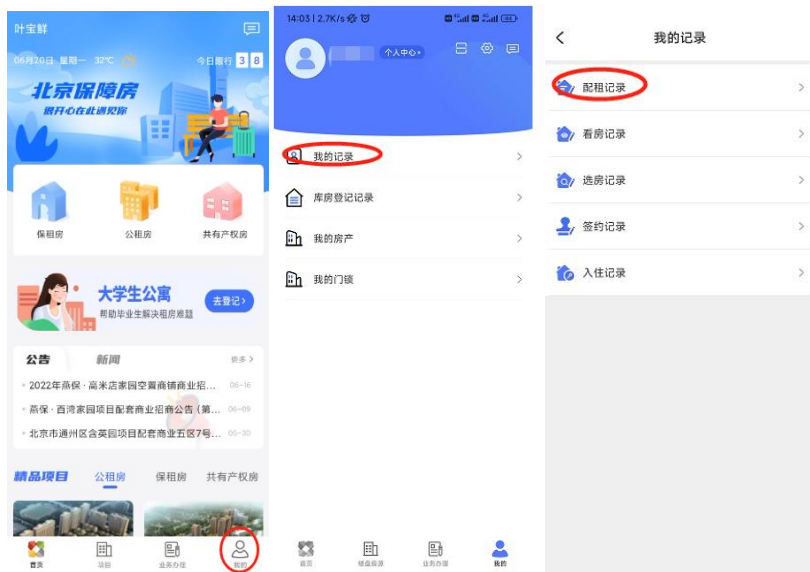 叶宝鲜
06月20日 星期一 32℃
今日限行 3 8
北京保障房
很开心在此遇见你
保租房
公租房
共有产权房
大学生公寓
帮助毕业生解决租房难题
去登记>
公告
新闻
更多 >
2022年燕保·高米店家园空置商铺商业招... 06-16
燕保·百湾家园项目配套商业招商公告(第... 06-09
北京市通州区含英园项目配套商业五区7号... 05-30
精品项目
公租房
保租房
共有产权房
首页
项目
业务办理
我的
14:03 | 2.7K/s
个人中心
我的记录
库房登记记录
我的房产
我的门锁
首页
楼盘房源
业务办理
我的
我的记录
配租记录
看房记录
选房记录
签约记录
入住记录